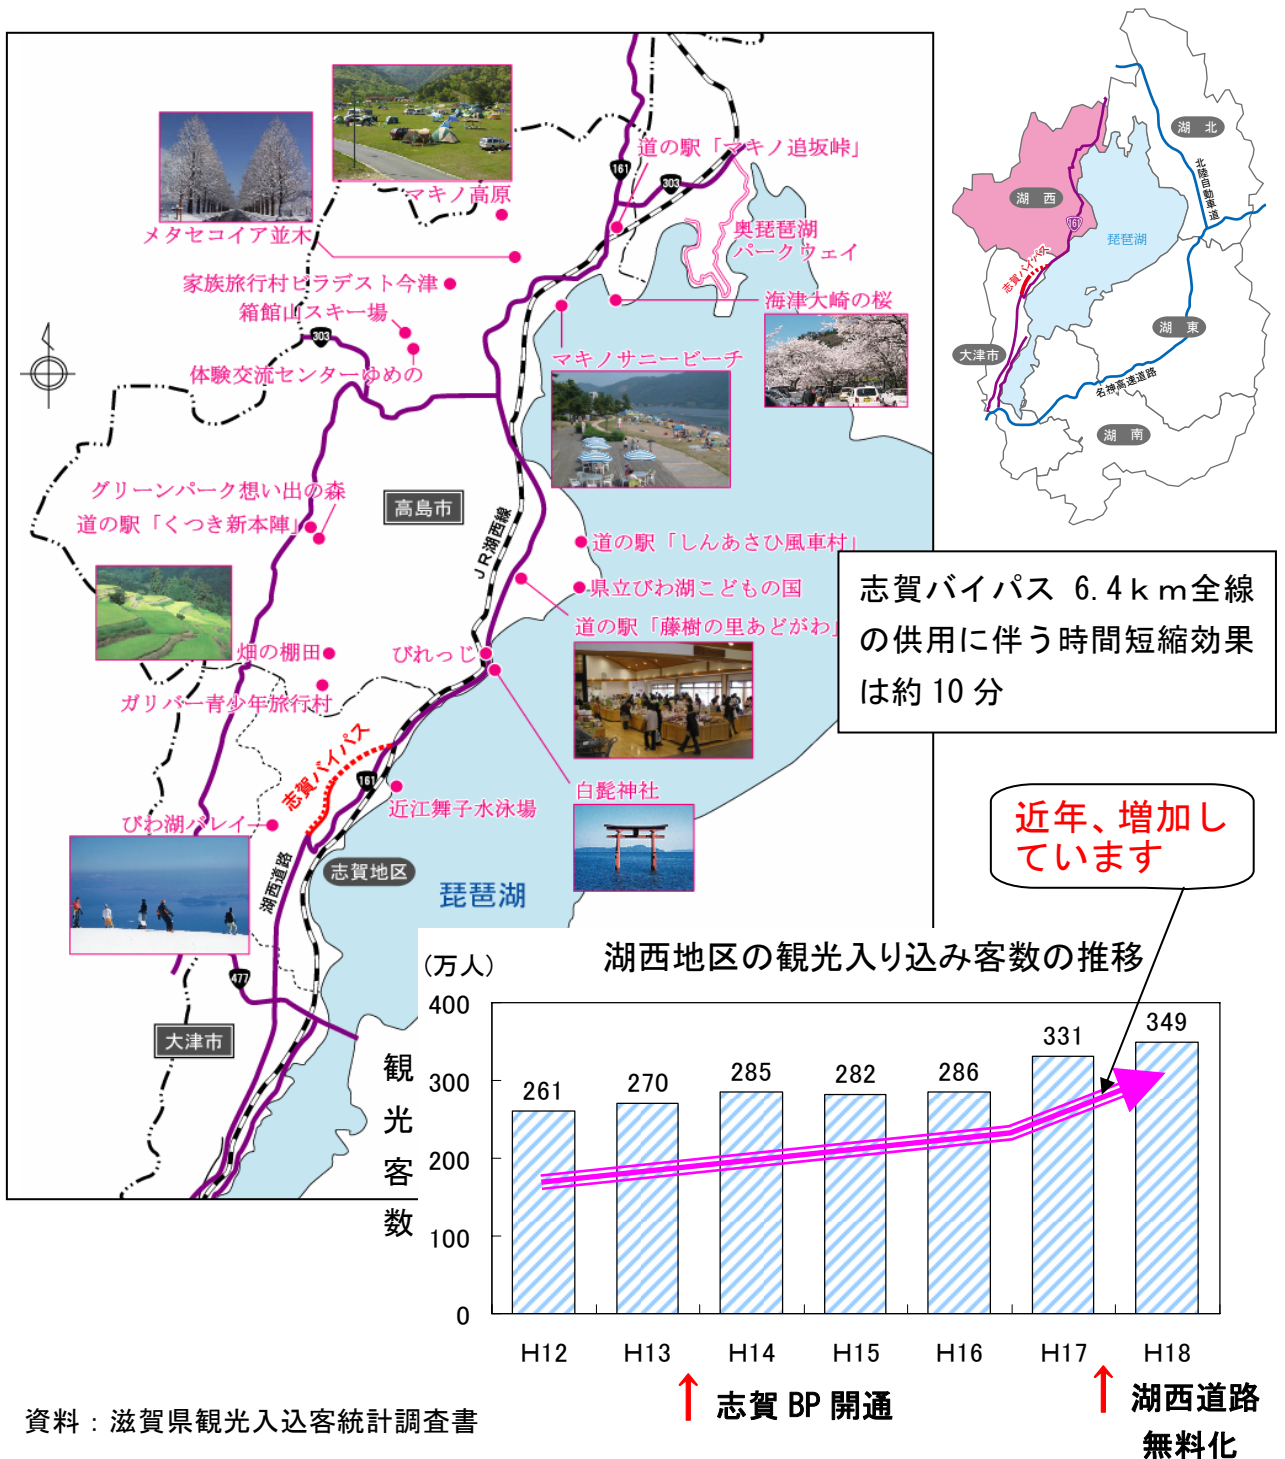 道の駅「マキノ追坂峠」
161
303
マキノ高原
メタセコイア並木
奥琵琶湖
パークウェイ
家族旅行村ビラデスト今津
箱館山スキー場
303
体験交流センターゆめの
海津大崎の桜
マキノサニービーチ
グリーンパーク想い出の森
道の駅「くつき新本陣」
高島市
JR湖西線
道の駅「しんあさひ風車村」
県立びわ湖こどもの国
道の駅「藤樹の里あどがわ」
畑の棚田
びれっじ
ガリバー青少年旅行村
志賀バイパス
161
近江舞子水泳場
白髭神社
びわ湖バレイ
湖西道路
志賀地区
琵琶湖
477
大津市
湖北
北陸自動車道
湖西
161
琵琶湖
志賀バイパス
湖東
大津市
名神高速道路
湖南
志賀バイパス 6.4km全線
の供用に伴う時間短縮効果
は約10分
近年、増加し
ています
湖西地区の観光入り込み客数の推移
(万人)
観光客数
400
300
200
100
0
261
270
285
282
286
331
349
H12
H13
H14
H15
H16
H17
H18
志賀BP開通
湖西道路
無料化
資料:滋賀県観光入込客統計調査書